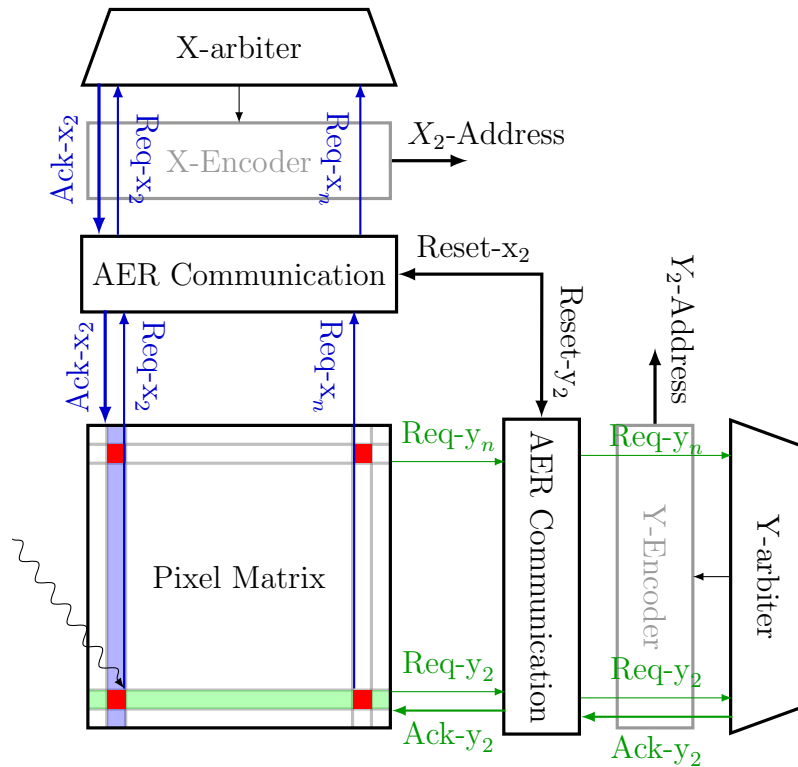 X-arbiter
Ack-x₂
Req-x₂
Req-xₙ
X-Encoder
X₂-Address
AER Communication
Reset-x₂
Reset-y₂
Y₂-Address
Ack-x₂
Req-x₂
Req-xₙ
Req-yₙ
Req-yₙ
AER Communication
Y-Encoder
Y-arbiter
Pixel Matrix
Req-y₂
Req-y₂
Ack-y₂
Ack-y₂